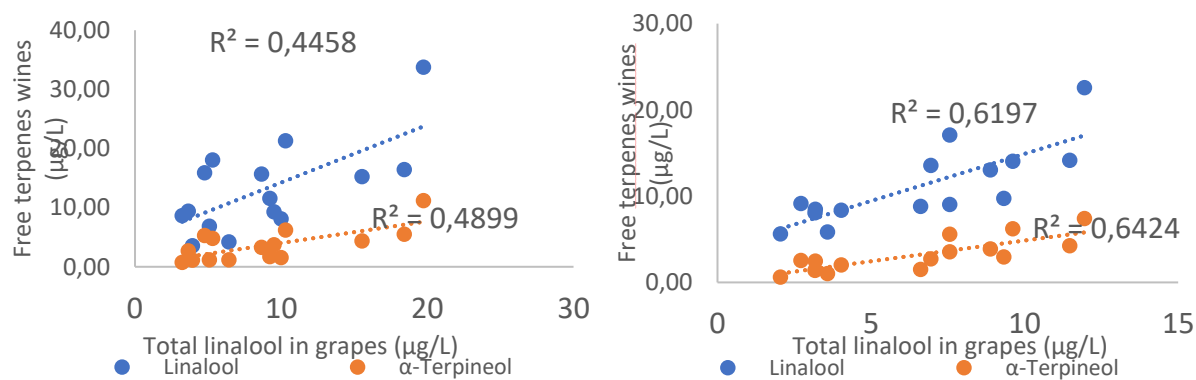 Free terpenes wines
(µg/L)
40,00
30,00
20,00
10,00
0,00
R² = 0,4458
R² = 0,4899
0
10
20
30
Total linalool in grapes (µg/L)
Linalool
α-Terpineol
Free terpenes wines
(µg/L)
30,00
20,00
10,00
0,00
R² = 0,6197
R² = 0,6424
0
5
10
15
Total linalool in grapes (µg/L)
Linalool
α-Terpineol